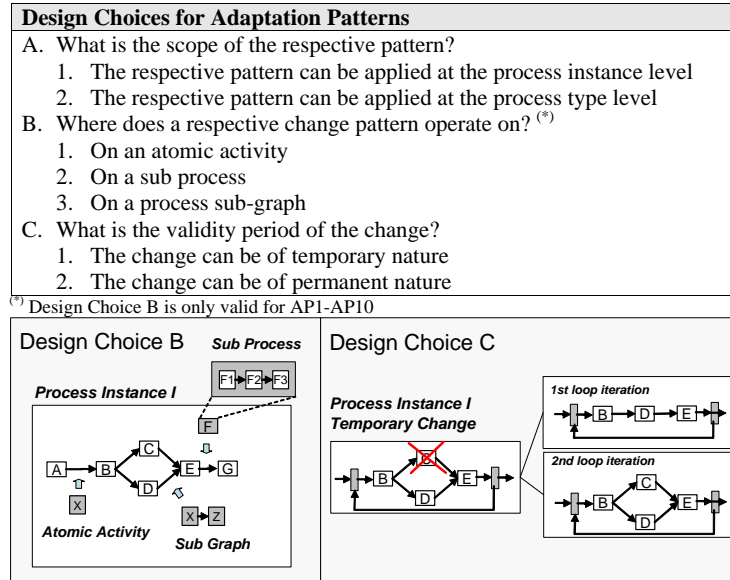 Design Choices for Adaptation Patterns
A. What is the scope of the respective pattern?
1. The respective pattern can be applied at the process instance level
2. The respective pattern can be applied at the process type level
B. Where does a respective change pattern operate on? (*)
1. On an atomic activity
2. On a sub process
3. On a process sub-graph
C. What is the validity period of the change?
1. The change can be of temporary nature
2. The change can be of permanent nature
(*) Design Choice B is only valid for AP1-AP10
Design Choice B
Sub Process
F1 F2 F3
Process Instance I
F
C
A B E G
D
X
X Z
Atomic Activity
Sub Graph
Design Choice C
Process Instance I
Temporary Change
C
B E
D
1st loop iteration
B D E
2nd loop iteration
C
B E
D